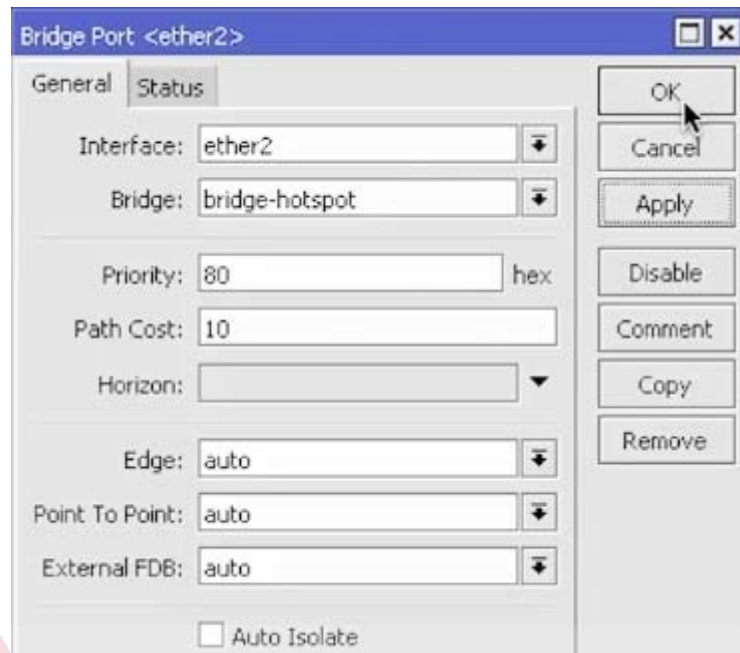 Bridge Port <ether2>
General Status
OK
Interface: ether2
Cancel
Bridge: bridge-hotspot
Apply
Priority: 80 hex
Disable
Path Cost: 10
Comment
Horizon:
Copy
Edge: auto
Remove
Point To Point: auto
External FDB: auto
Auto Isolate